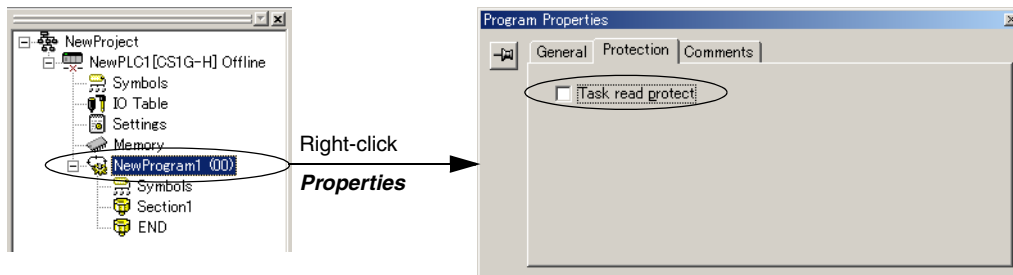 NewProject
NewPLC1[CS1G-H] Offline
Symbols
IO Table
Settings
Memory
NewProgram1 (00)
Symbols
Section1
END
Right-click
Properties
Program Properties
General Protection Comments
Task read protect